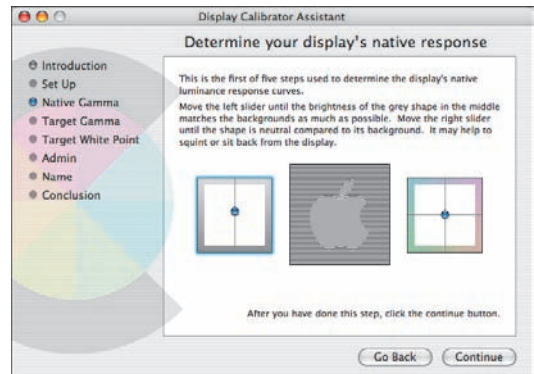 Display Calibrator Assistant
Determine your display's native response
Introduction
Set Up
Native Gamma
Target Gamma
Target White Point
Admin
Name
Conclusion
This is the first of five steps used to determine the display's native
luminance response curves.
Move the left slider until the brightness of the grey shape in the middle
matches the backgrounds as much as possible. Move the right slider
until the shape is neutral compared to its background. It may help to
squint or sit back from the display.
After you have done this step, click the continue button.
Go Back
Continue